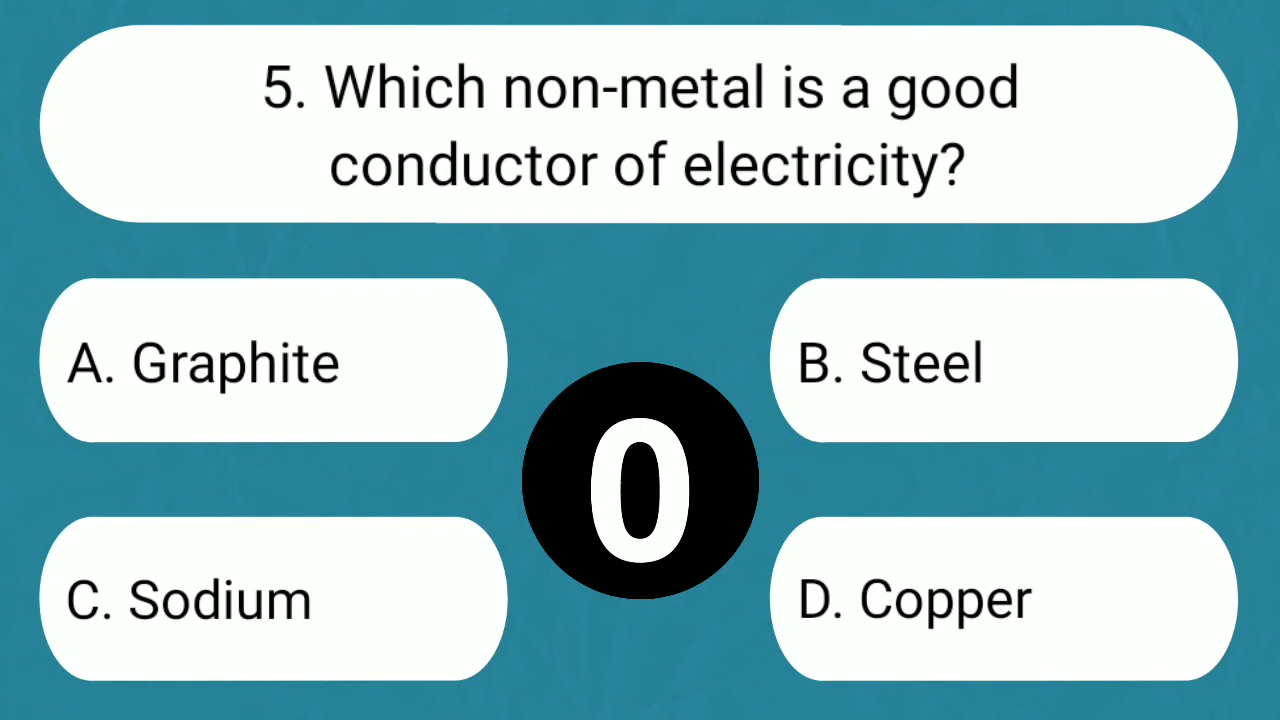 5. Which non-metal is a good
conductor of electricity?
A. Graphite
B. Steel
0
C. Sodium
D. Copper